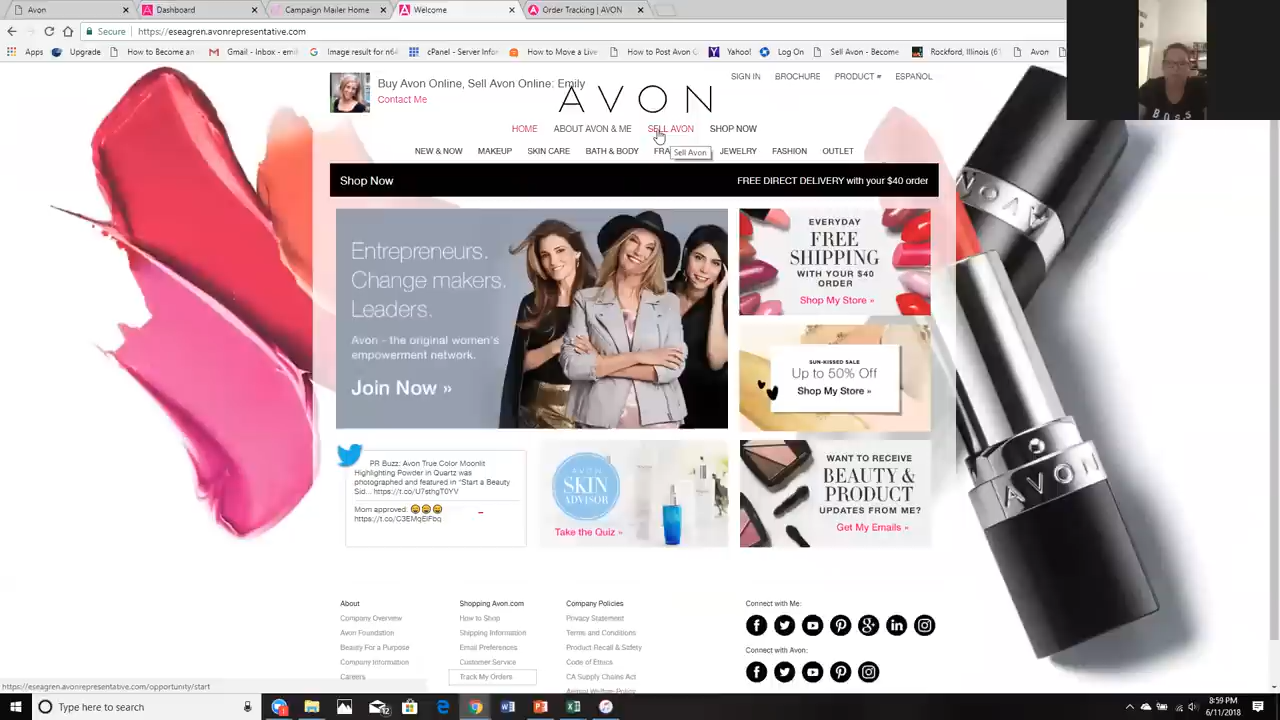 Avon
Dashboard
Campaign Mailer Home
Welcome
Order Tracking | AVON
Secure
https://eseagren.avonrepresentative.com
Apps
Upgrade
How to Become an
Gmail - Inbox - emil
Image result for n64
cPanel - Server Infor
How to Move a Live
How To Post Avon O
Yahoo!
Log On
Sell Avon - Become
Rockford, Illinois (61
Avon
Buy Avon Online, Sell Avon Online: Emily
Contact Me
AVON
SIGN IN
BROCHURE
PRODUCT #
ESPAÑOL
HOME
ABOUT AVON & ME
SELL AVON
SHOP NOW
NEW & NOW
MAKEUP
SKIN CARE
BATH & BODY
FRA
Sell Avon
JEWELRY
FASHION
OUTLET
Shop Now
FREE DIRECT DELIVERY with your $40 order
Entrepreneurs.
Change makers.
Leaders.
Avon - the original women's
empowerment network.
Join Now »
EVERYDAY
FREE
SHIPPING
WITH YOUR $40
ORDER
Shop My Store »
SUN-KISSED SALE
Up to 50% Off
Shop My Store »
PR Buzz: Avon True Color Moonlit
Highlighting Powder in Quartz was
photographed and featured in "Start a Beauty
Sid... https://t.co/U7sthgT0YV
Mom approved: 😄😄😄
https://t.co/C3EMqEiFbq
AVON
SKIN
ADVISOR
Take the Quiz »
WANT TO RECEIVE
BEAUTY &
PRODUCT
UPDATES FROM ME?
Get My Emails »
AVON
AVON
About
Company Overview
Avon Foundation
Beauty For a Purpose
Company Information
Careers
Shopping Avon.com
How to Shop
Shipping Information
Email Preferences
Customer Service
Track My Orders
Company Policies
Privacy Statement
Terms and Conditions
Product Recall & Safety
Code of Ethics
CA Supply Chains Act
Animal Welfare Policy
Connect with Me:
Connect with Avon:
https://eseagren.avonrepresentative.com/opportunity/start
Type here to search
8:59 PM
6/11/2018